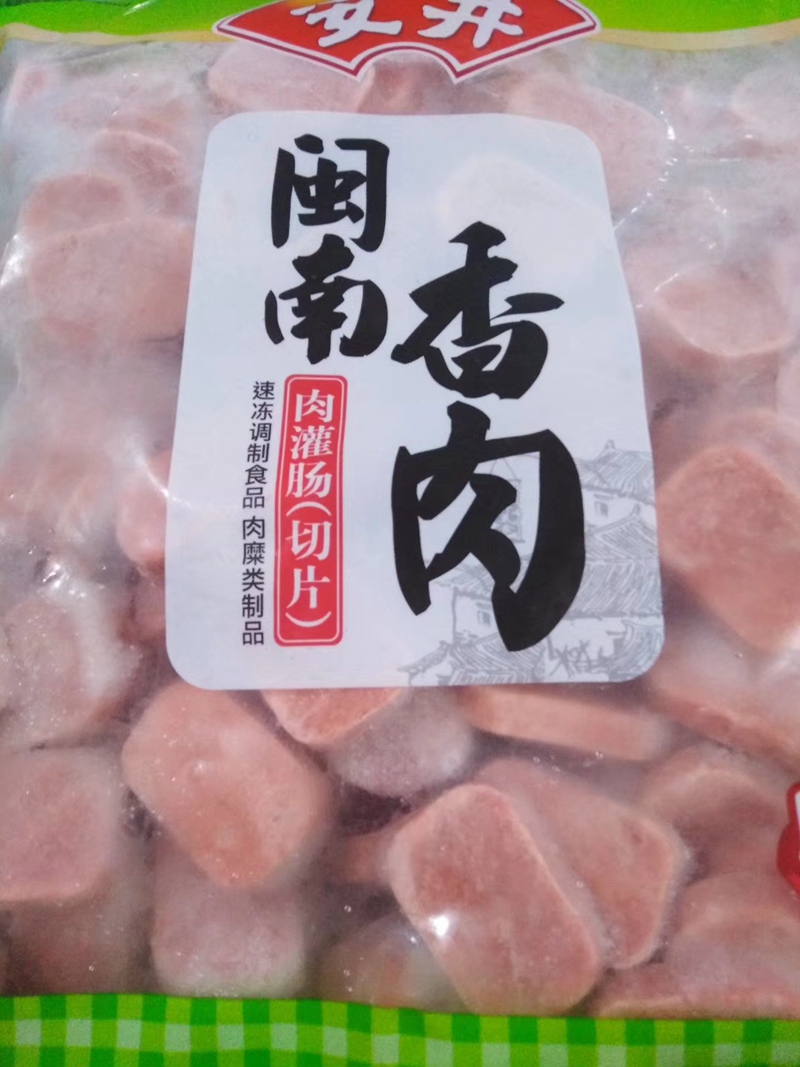 安井
闽南
香肉
肉灌肠(切片)
速冻调制食品 肉糜类制品